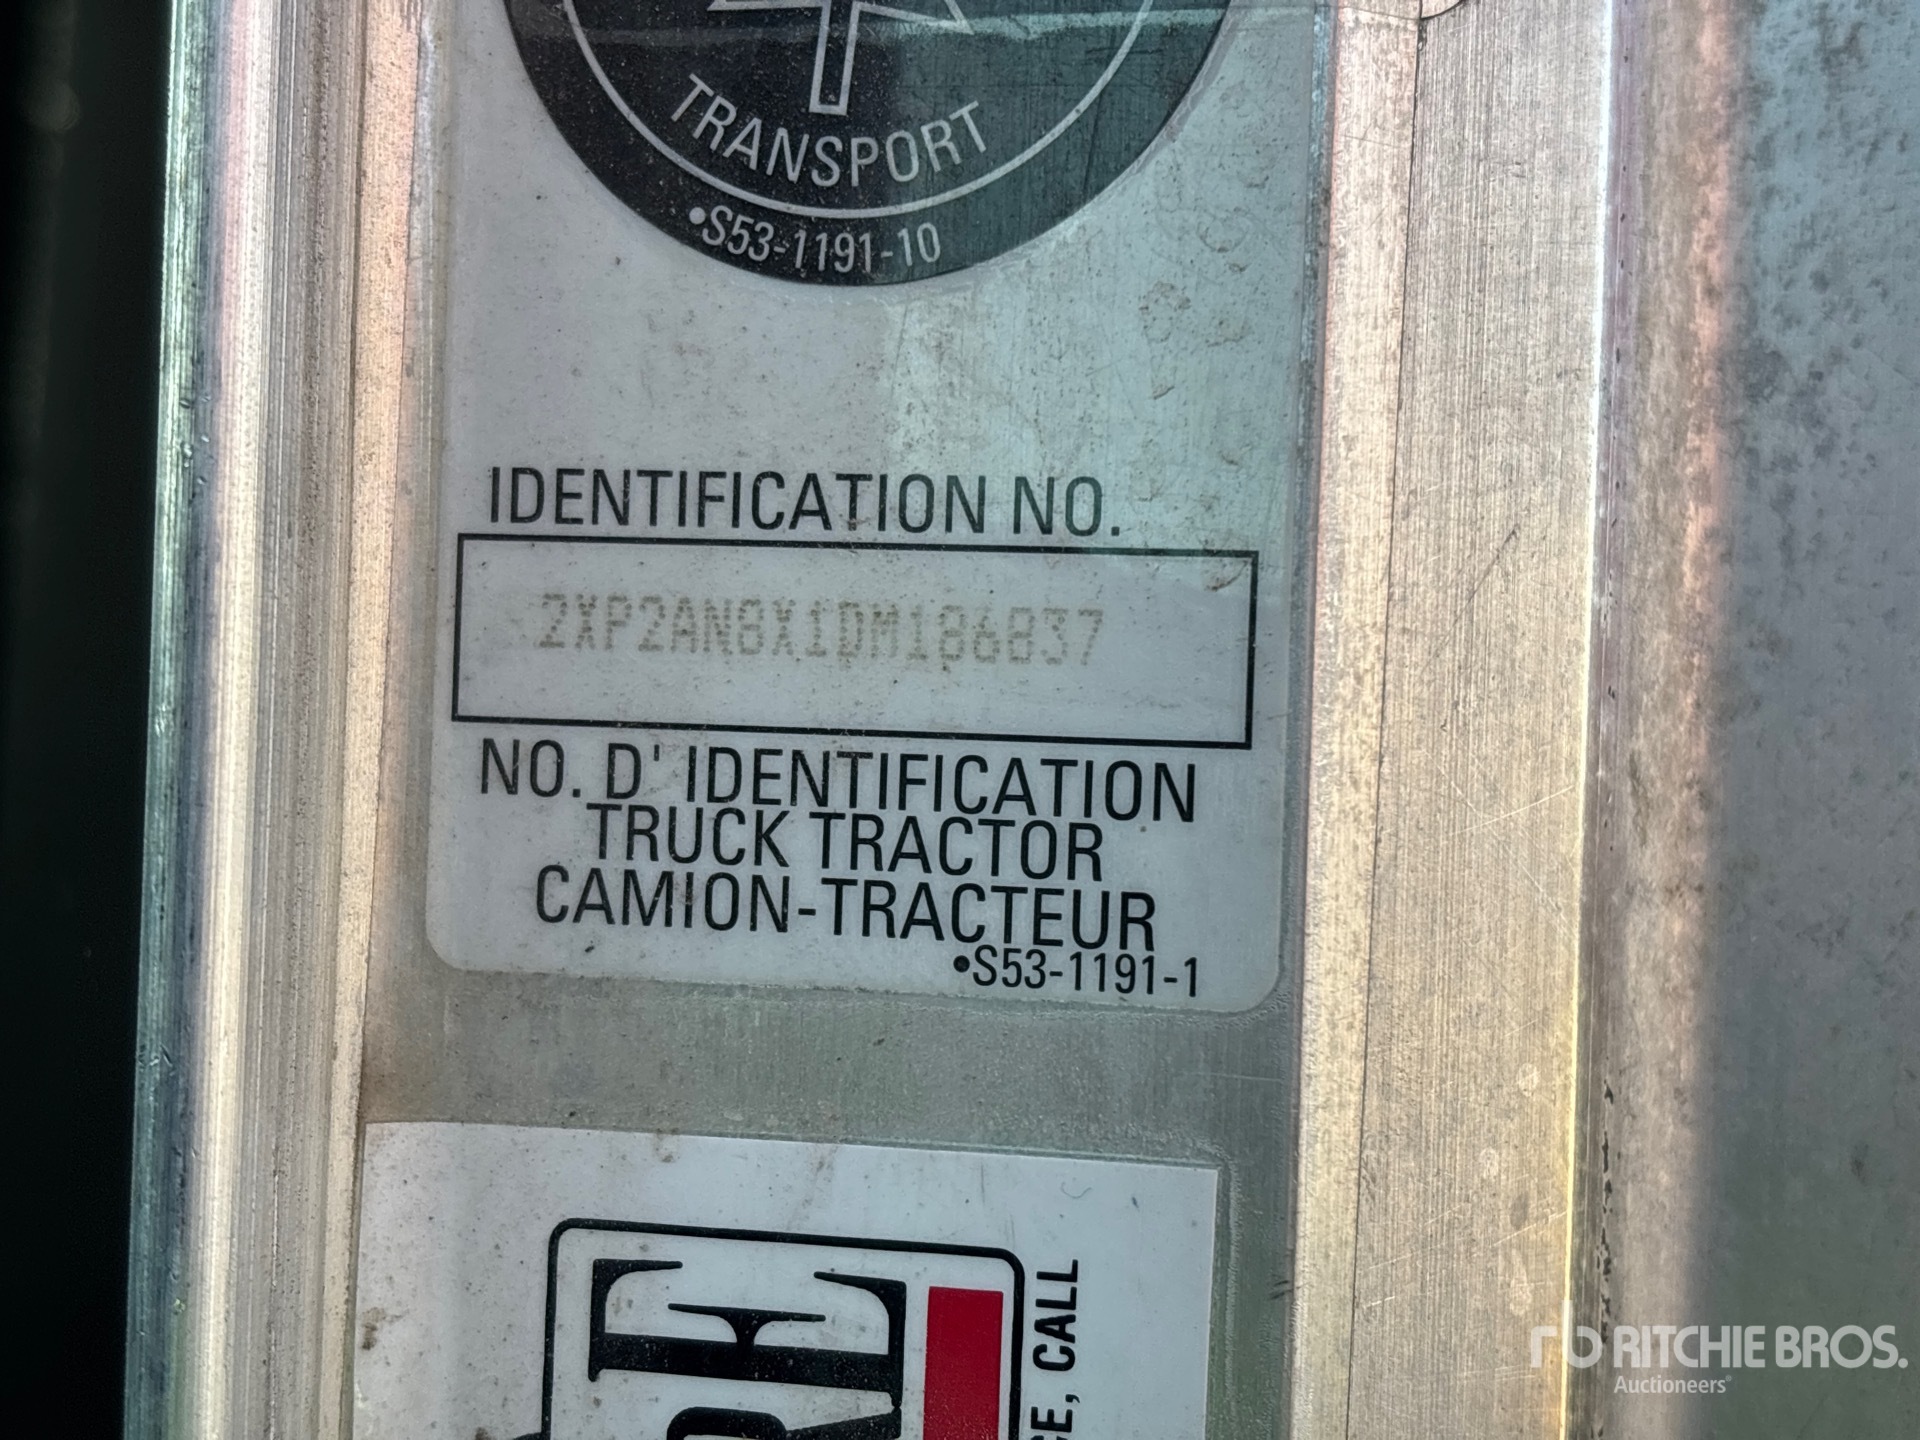 TRANSPORT
•S53-1191-10
IDENTIFICATION NO.
2XP2AN8X1DM186837
NO. D' IDENTIFICATION
TRUCK TRACTOR
CAMION-TRACTEUR
•S53-1191-1
CE, CALL
RITCHIE BROS.
Auctioneers